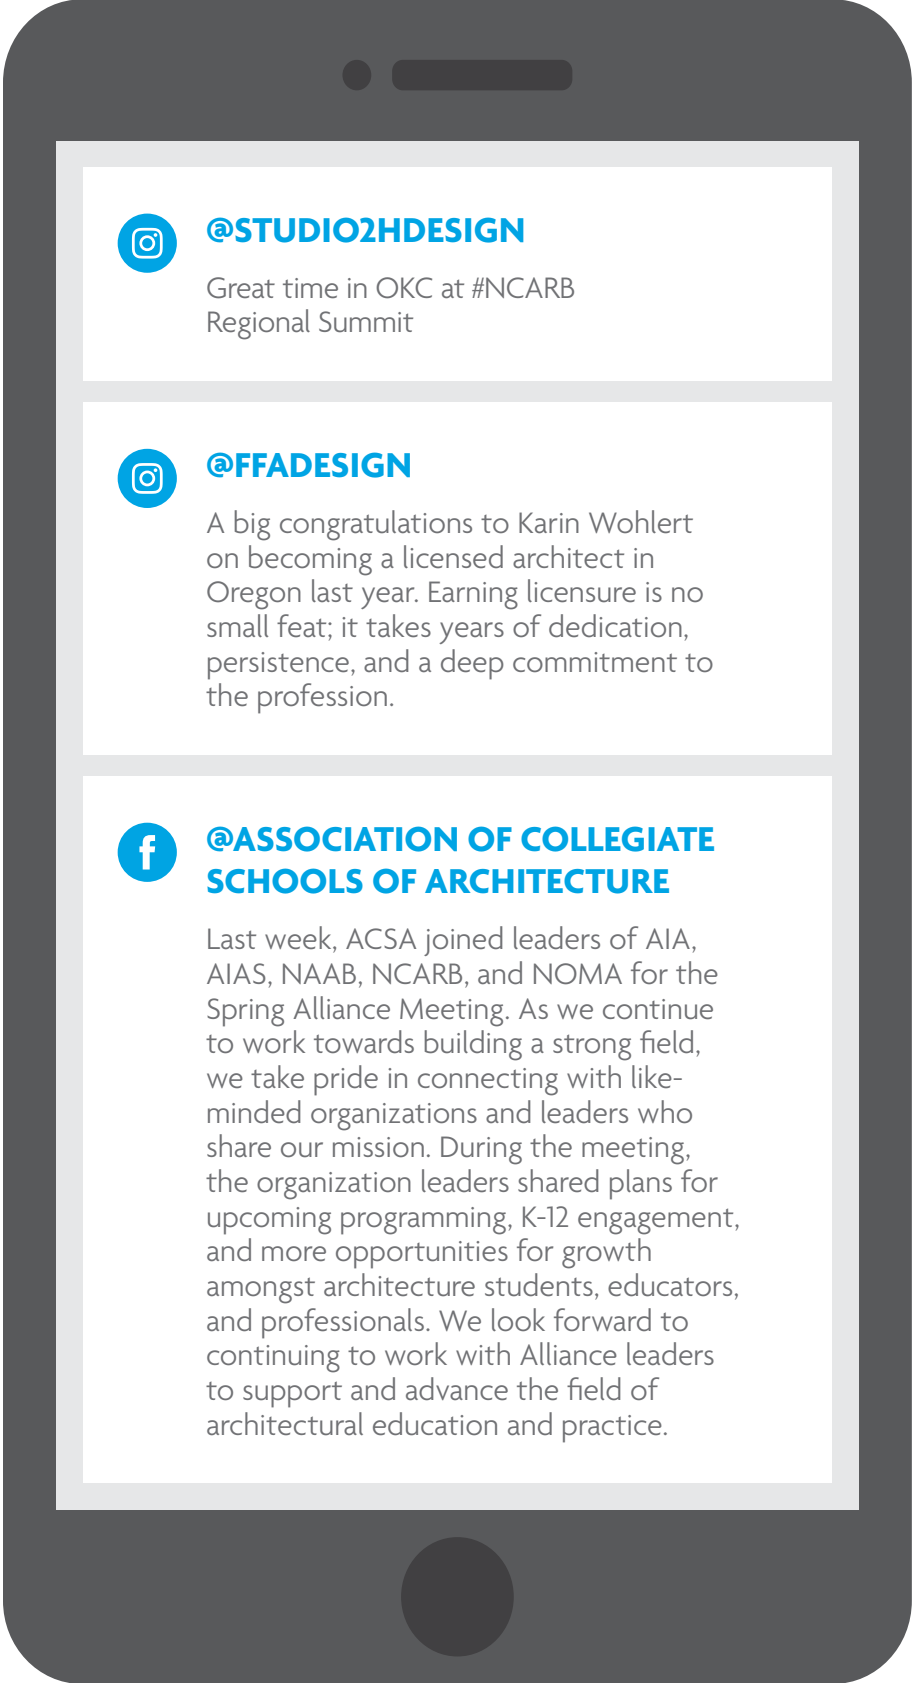 @STUDIO2HDESIGN
Great time in OKC at #NCARB
Regional Summit
@FFADESIGN
A big congratulations to Karin Wohlert
on becoming a licensed architect in
Oregon last year. Earning licensure is no
small feat; it takes years of dedication,
persistence, and a deep commitment to
the profession.
@ASSOCIATION OF COLLEGIATE
SCHOOLS OF ARCHITECTURE
Last week, ACSA joined leaders of AIA,
AIAS, NAAB, NCARB, and NOMA for the
Spring Alliance Meeting. As we continue
to work towards building a strong field,
we take pride in connecting with like-
minded organizations and leaders who
share our mission. During the meeting,
the organization leaders shared plans for
upcoming programming, K-12 engagement,
and more opportunities for growth
amongst architecture students, educators,
and professionals. We look forward to
continuing to work with Alliance leaders
to support and advance the field of
architectural education and practice.